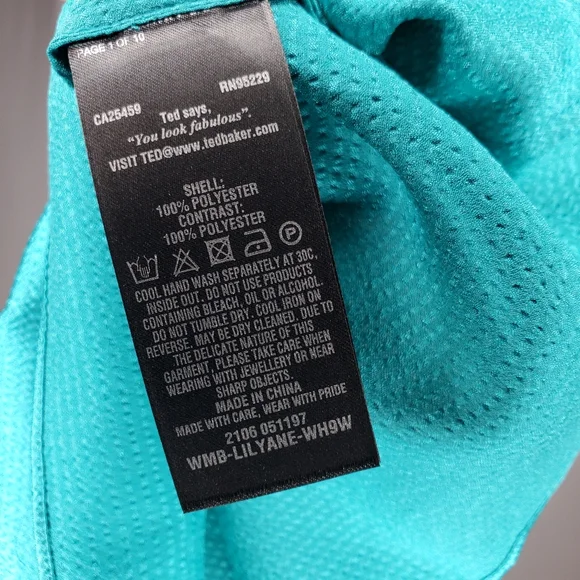 PAGE 1 OF 10
CA25459 RN95229
Ted says,
"You look fabulous".
VISIT TED@www.tedbaker.com
SHELL:
100% POLYESTER
CONTRAST:
100% POLYESTER
P
COOL HAND WASH SEPARATELY AT 30C,
INSIDE OUT. DO NOT USE PRODUCTS
CONTAINING BLEACH, OIL OR ALCOHOL.
DO NOT TUMBLE DRY. COOL IRON ON
REVERSE. MAY BE DRY CLEANED. DUE TO
THE DELICATE NATURE OF THIS
GARMENT, PLEASE TAKE CARE WHEN
WEARING WITH JEWELLERY OR NEAR
SHARP OBJECTS.
MADE IN CHINA
MADE WITH CARE, WEAR WITH PRIDE
2106 051197
WMB-LILYANE-WH9W